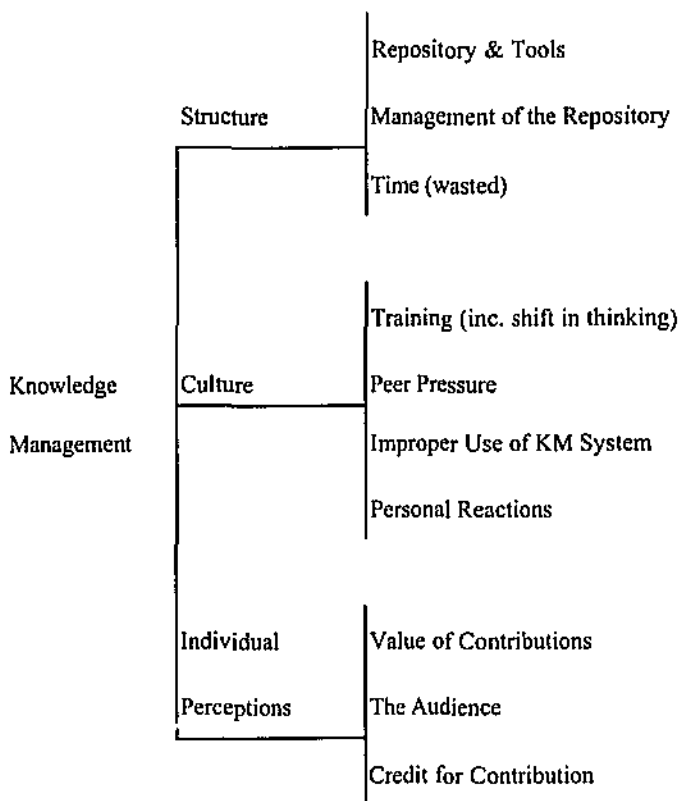 Repository & Tools
Structure Management of the Repository
Time (wasted)
Training (inc. shift in thinking)
Knowledge Culture Peer Pressure
Management Improper Use of KM System
Personal Reactions
Individual Value of Contributions
Perceptions The Audience
Credit for Contribution